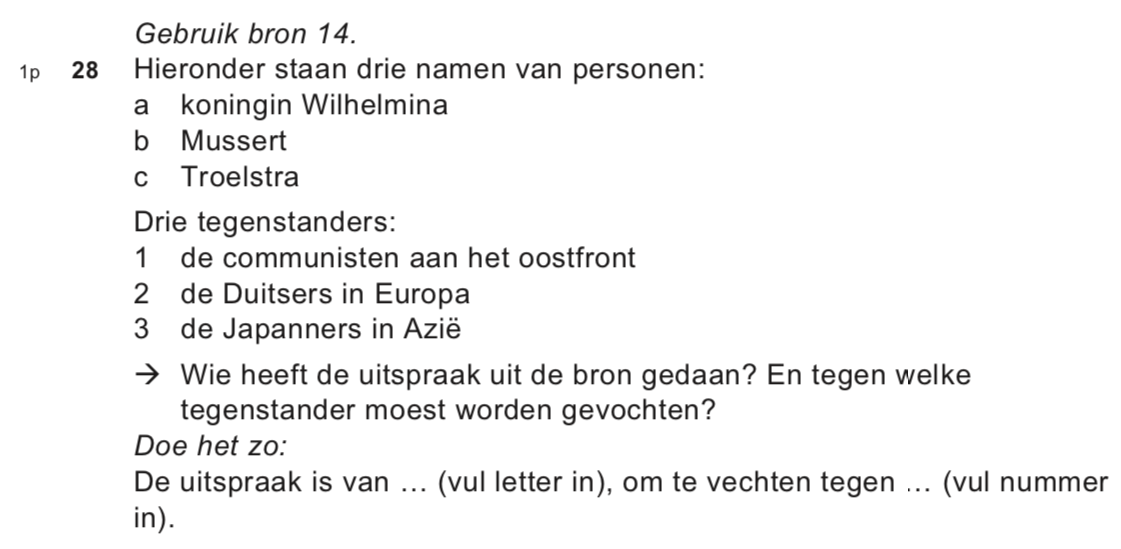 Gebruik bron 14.
1p 28 Hieronder staan drie namen van personen:
a koningin Wilhelmina
b Mussert
c Troelstra
Drie tegenstanders:
1 de communisten aan het oostfront
2 de Duitsers in Europa
3 de Japanners in Azië
→ Wie heeft de uitspraak uit de bron gedaan? En tegen welke
tegenstander moest worden gevochten?
Doe het zo:
De uitspraak is van … (vul letter in), om te vechten tegen … (vul nummer
in).